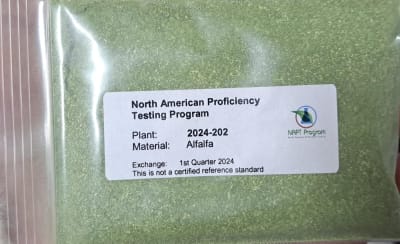 North American Proficiency
Testing Program
Plant: 2024-202
Material: Alfalfa
NAPT Program
Exchange: 1st Quarter 2024
This is not a certified reference standard